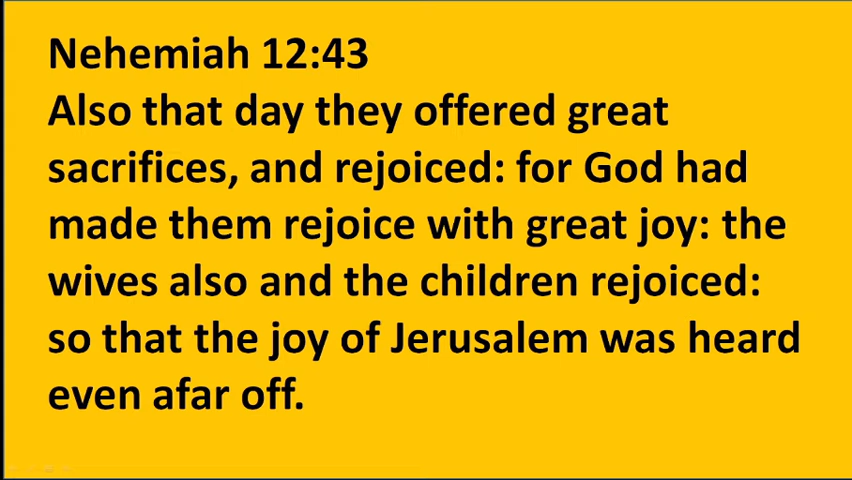 Nehemiah 12:43
Also that day they offered great
sacrifices, and rejoiced: for God had
made them rejoice with great joy: the
wives also and the children rejoiced:
so that the joy of Jerusalem was heard
even afar off.